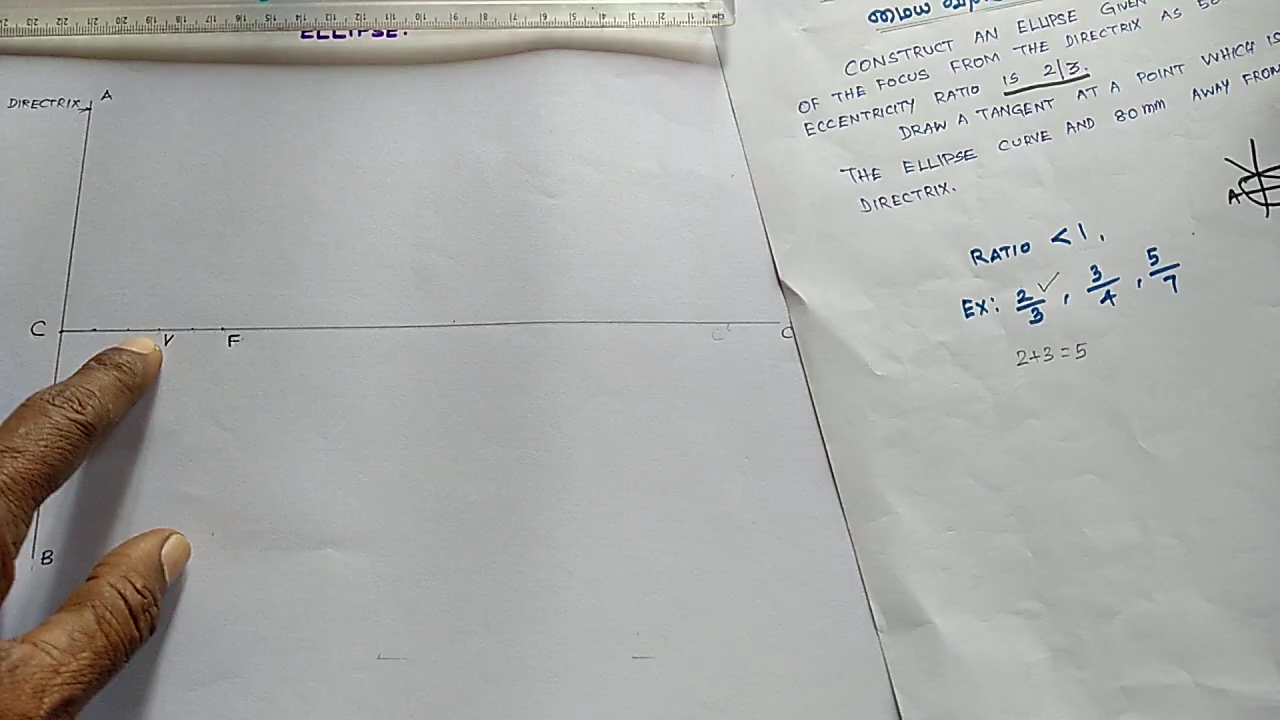 ELLIPSE.
DIRECTRIX A
C V F C' C
B
CONSTRUCT AN ELLIPSE GIVEN
OF THE FOCUS FROM THE DIRECTRIX AS 50
ECCENTRICITY RATIO IS 2/3.
DRAW A TANGENT AT A POINT WHICH IS
THE ELLIPSE CURVE AND 80mm AWAY FROM
DIRECTRIX.
A
RATIO < 1,
EX: 2/3 ✓, 3/4, 5/7
2+3=5